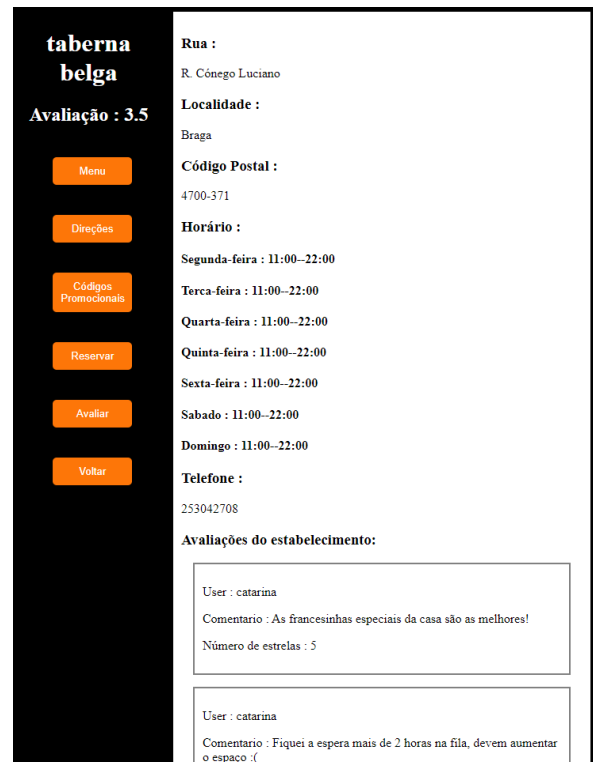 taberna
belga
Avaliação : 3.5
Menu
Direções
Códigos
Promocionais
Reservar
Avaliar
Voltar
Rua :
R. Cónego Luciano
Localidade :
Braga
Código Postal :
4700-371
Horário :
Segunda-feira : 11:00--22:00
Terca-feira : 11:00--22:00
Quarta-feira : 11:00--22:00
Quinta-feira : 11:00--22:00
Sexta-feira : 11:00--22:00
Sabado : 11:00--22:00
Domingo : 11:00--22:00
Telefone :
253042708
Avaliações do estabelecimento:
User : catarina
Comentario : As francesinhas especiais da casa são as melhores!
Número de estrelas : 5
User : catarina
Comentario : Fiquei a espera mais de 2 horas na fila, devem aumentar
o espaço :(